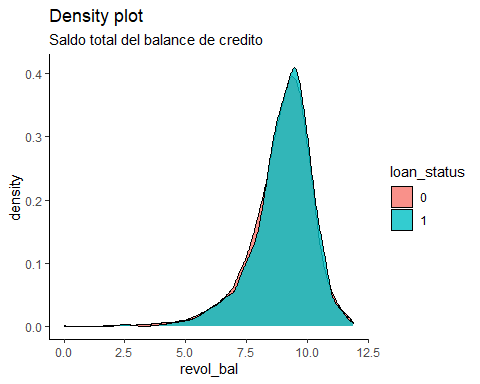 Density plot
Saldo total del balance de credito
0.4
0.3
0.2
0.1
0.0
density
0.0 2.5 5.0 7.5 10.0 12.5
revol_bal
loan_status
0
1